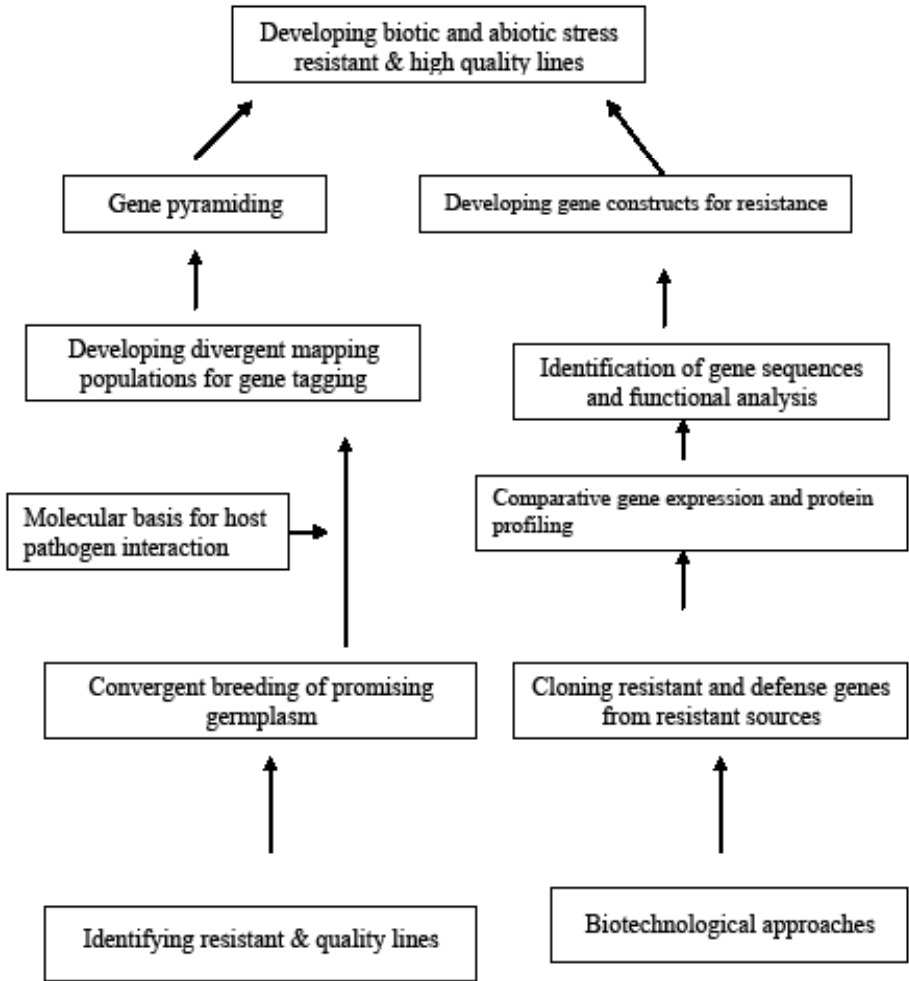 Developing biotic and abiotic stress
resistant & high quality lines
Gene pyramiding
Developing gene constructs for resistance
Developing divergent mapping
populations for gene tagging
Identification of gene sequences
and functional analysis
Molecular basis for host
pathogen interaction
Comparative gene expression and protein
profiling
Convergent breeding of promising
germplasm
Cloning resistant and defense genes
from resistant sources
Identifying resistant & quality lines
Biotechnological approaches